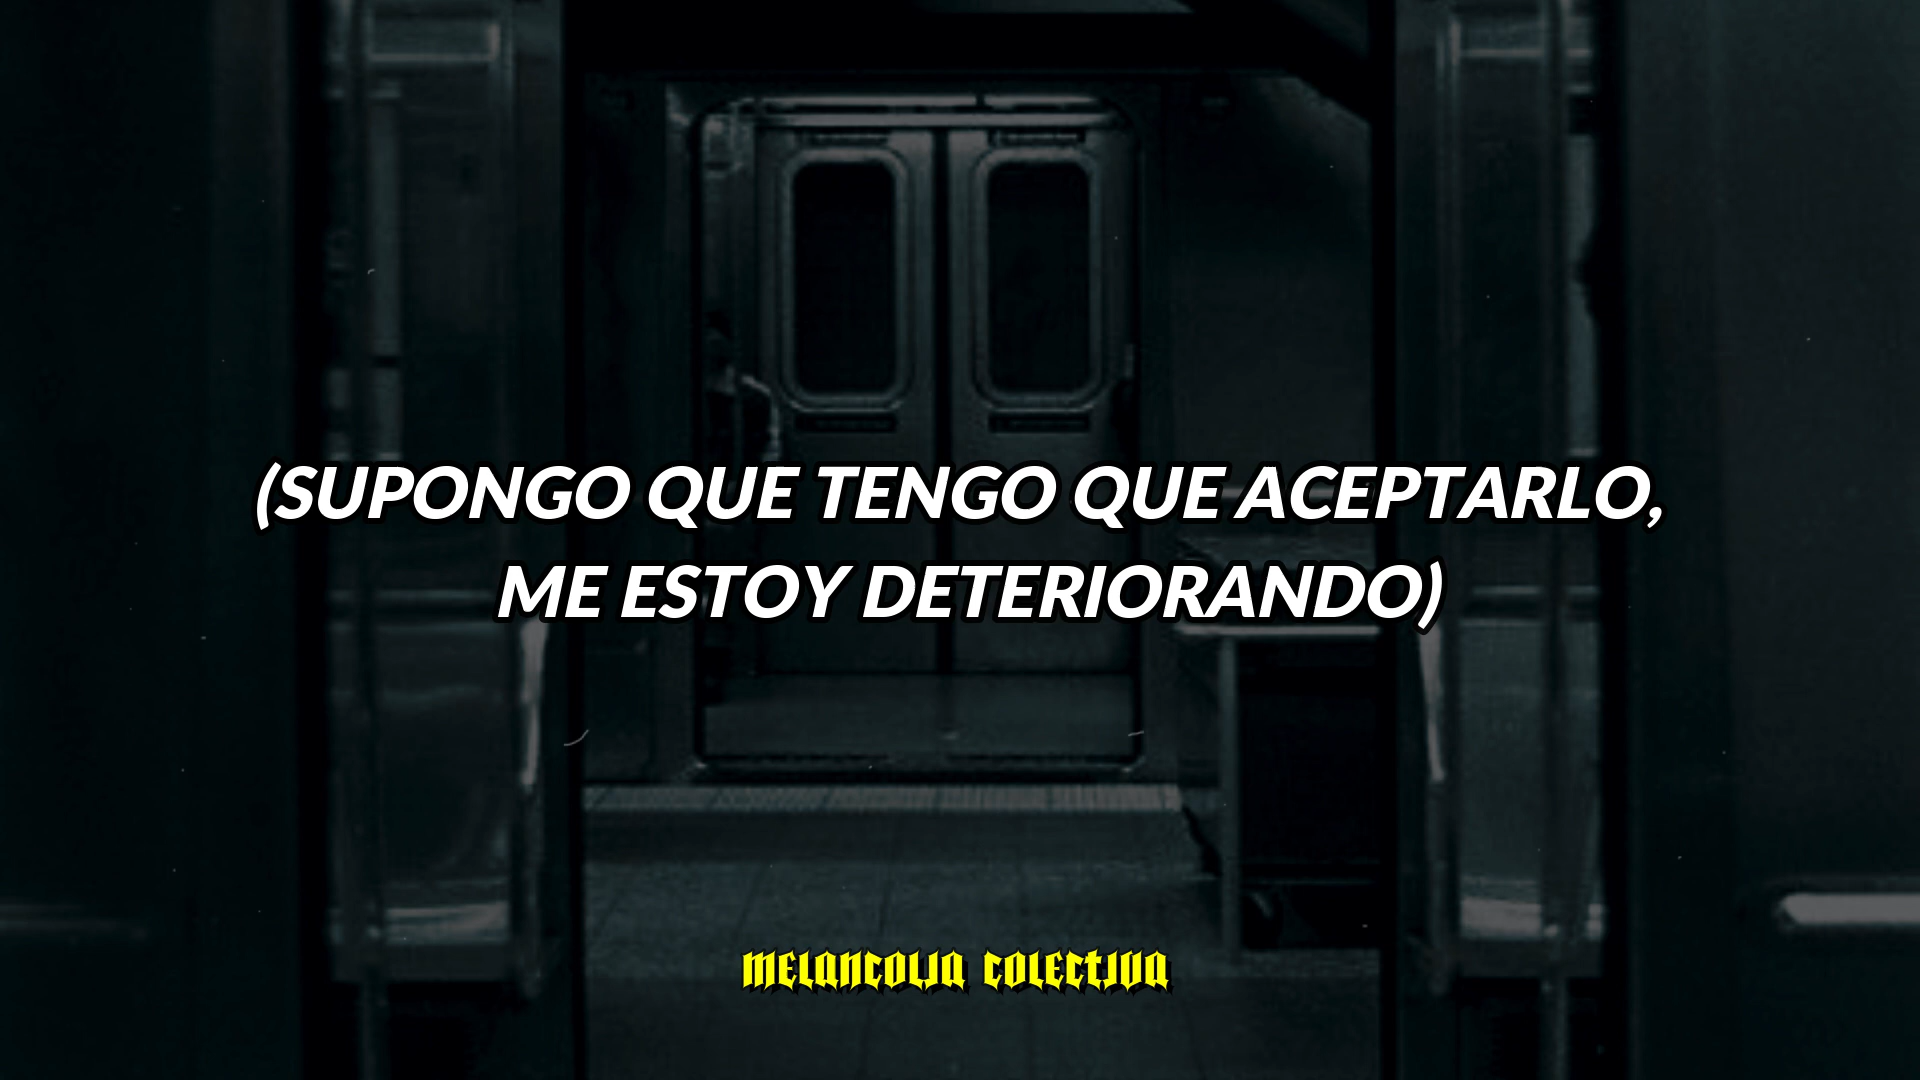 (SUPONGO QUE TENGO QUE ACEPTARLO,
ME ESTOY DETERIORANDO)
MELANCOLIA COLECTIVA